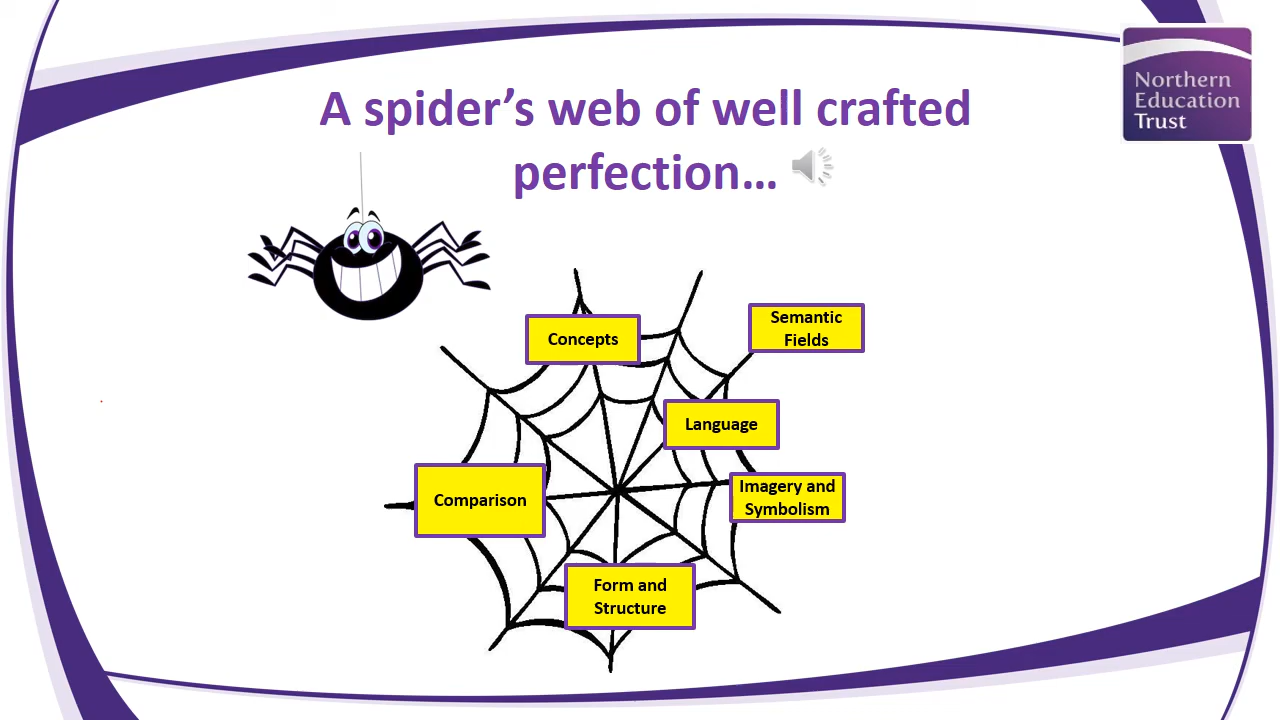 A spider's web of well crafted
perfection…
Northern
Education
Trust
Concepts
Semantic
Fields
Language
Comparison
Imagery and
Symbolism
Form and
Structure